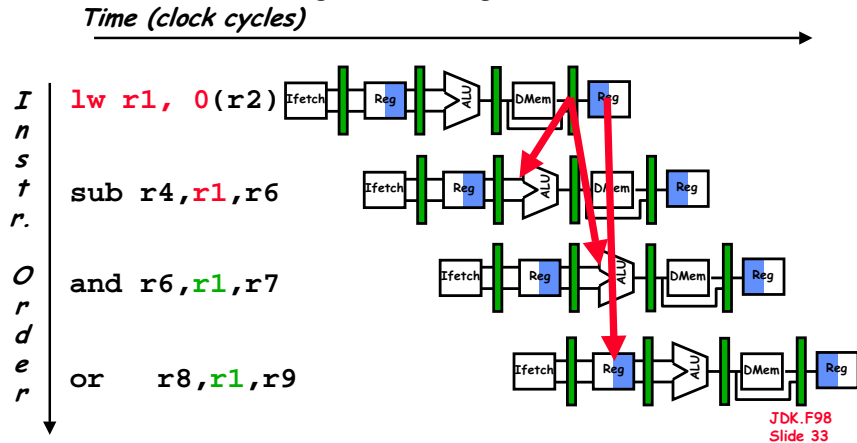 Time (clock cycles)
Instr. Order
lw r1, 0(r2)
Ifetch Reg ALU DMem Reg
sub r4,r1,r6
Ifetch Reg ALU DMem Reg
and r6,r1,r7
Ifetch Reg ALU DMem Reg
or r8,r1,r9
Ifetch Reg ALU DMem Reg
JDK.F98
Slide 33